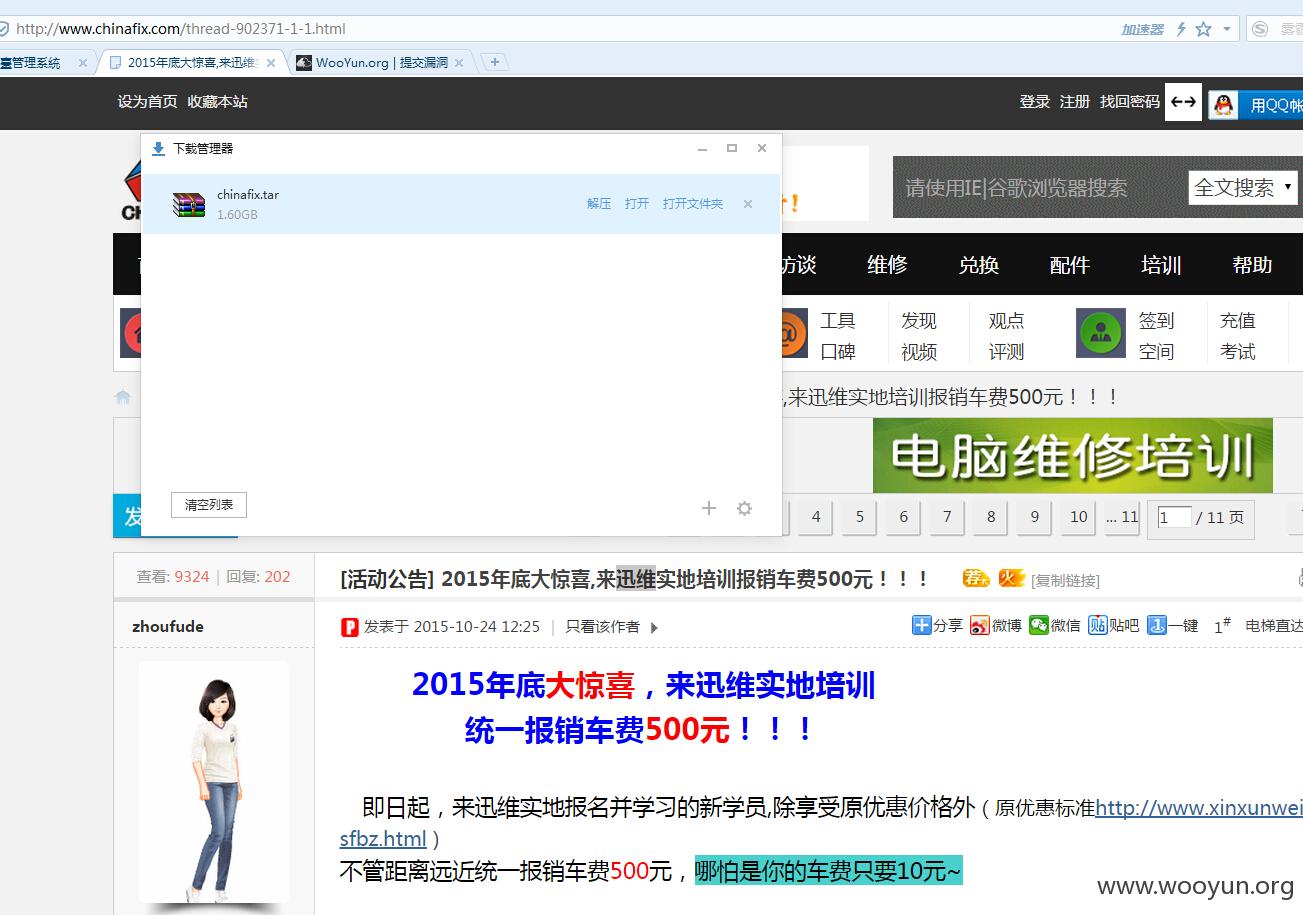 http://www.chinafix.com/thread-902371-1-1.html 加速器
管理系统 2015年底大惊喜,来迅维 WooYun.org | 提交漏洞
设为首页 收藏本站 登录 注册 找回密码 用QQ帐
下载管理器
chinafix.tar
1.60GB
解压 打开 打开文件夹
请使用IE|谷歌浏览器搜索 全文搜索
访谈 维修 兑换 配件 培训 帮助
工具 发现 观点 签到 充值
口碑 视频 评测 空间 考试
,来迅维实地培训报销车费500元！！！
电脑维修培训
清空列表
发 4 5 6 7 8 9 10 ... 11 1 / 11 页
查看: 9324 | 回复: 202
[活动公告] 2015年底大惊喜,来迅维实地培训报销车费500元！！！ 荐 火 [复制链接]
zhoufude
发表于 2015-10-24 12:25 | 只看该作者 分享 微博 微信 贴吧 一键 1# 电梯直达
2015年底大惊喜，来迅维实地培训
统一报销车费500元！！！
即日起，来迅维实地报名并学习的新学员,除享受原优惠价格外（原优惠标准http://www.xinxunwei
sfbz.html）
不管距离远近统一报销车费500元，哪怕是你的车费只要10元~
www.wooyun.org